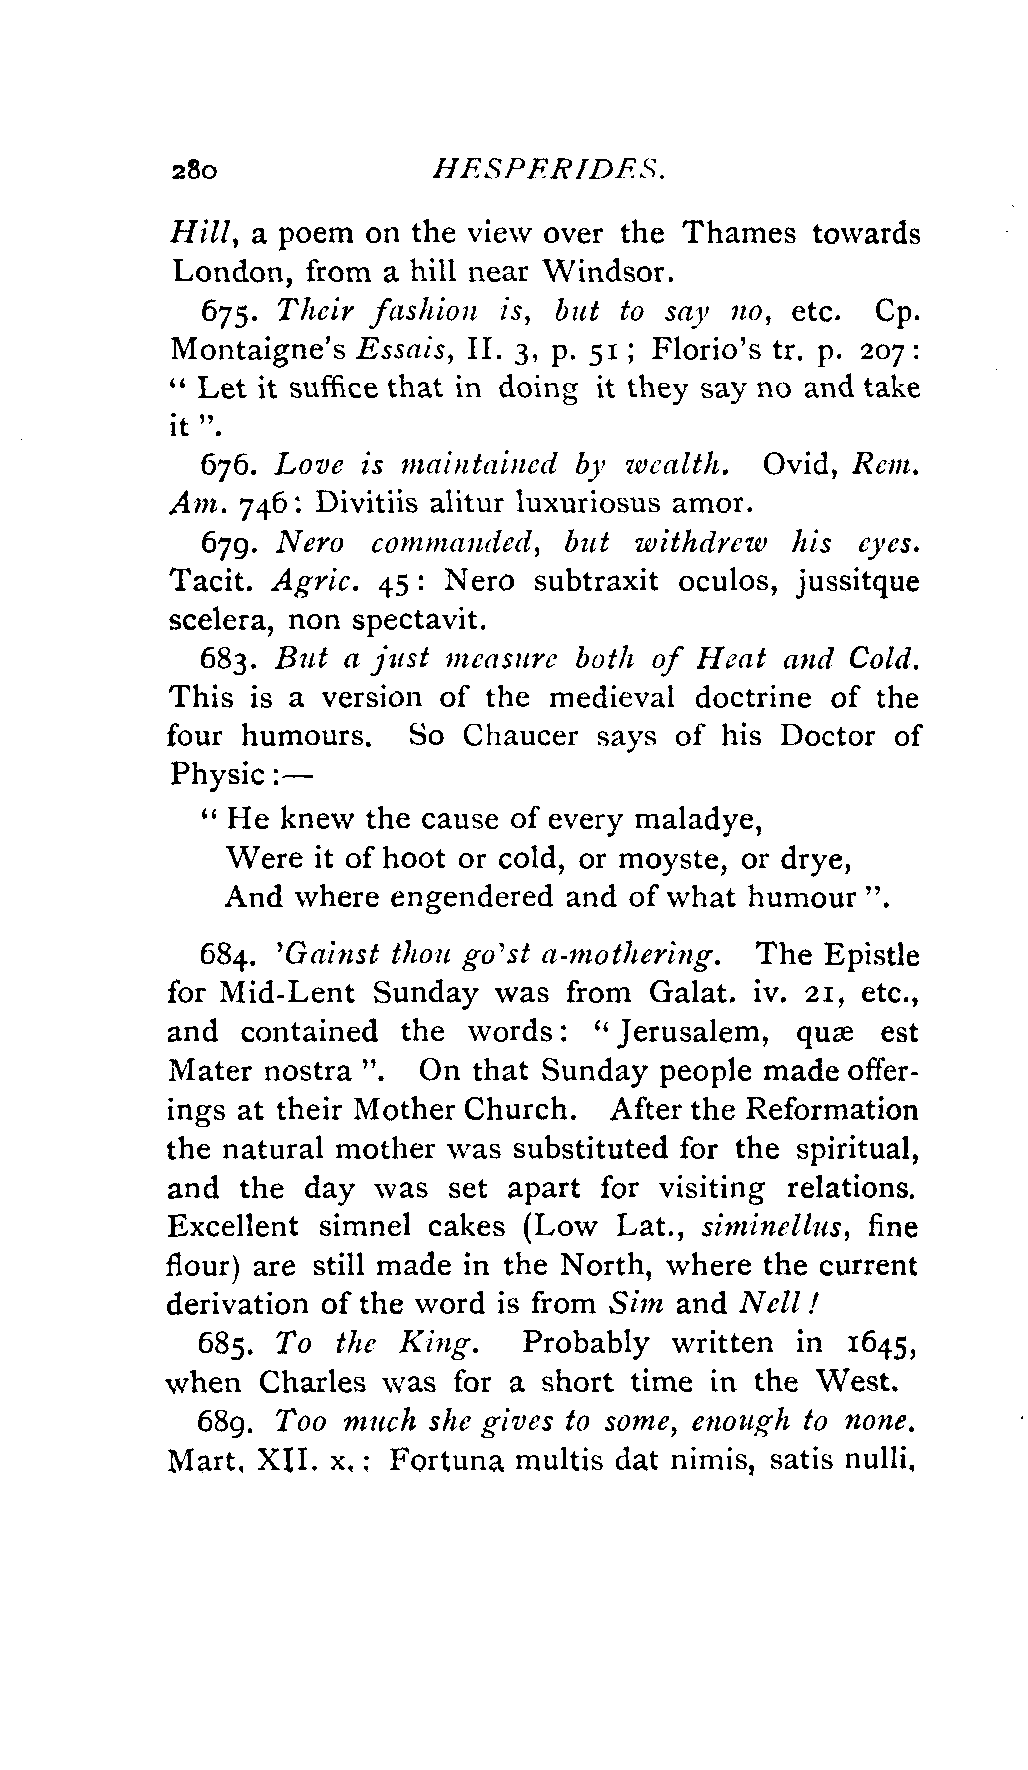 280 HESPERIDES.
Hill, a poem on the view over the Thames towards
London, from a hill near Windsor.
675. Their fashion is, but to say no, etc. Cp.
Montaigne's Essais, II. 3, p. 51 ; Florio's tr. p. 207 :
“ Let it suffice that in doing it they say no and take
it ”.
676. Love is maintained by wealth. Ovid, Rem.
Am. 746 : Divitiis alitur luxuriosus amor.
679. Nero commanded, but withdrew his eyes.
Tacit. Agric. 45 : Nero subtraxit oculos, jussitque
scelera, non spectavit.
683. But a just measure both of Heat and Cold.
This is a version of the medieval doctrine of the
four humours. So Chaucer says of his Doctor of
Physic :—
“ He knew the cause of every maladye,
Were it of hoot or cold, or moyste, or drye,
And where engendered and of what humour ”.
684. 'Gainst thou go'st a-mothering. The Epistle
for Mid-Lent Sunday was from Galat. iv. 21, etc.,
and contained the words : “ Jerusalem, quæ est
Mater nostra ”. On that Sunday people made offer-
ings at their Mother Church. After the Reformation
the natural mother was substituted for the spiritual,
and the day was set apart for visiting relations.
Excellent simnel cakes (Low Lat., siminellus, fine
flour) are still made in the North, where the current
derivation of the word is from Sim and Nell !
685. To the King. Probably written in 1645,
when Charles was for a short time in the West.
689. Too much she gives to some, enough to none.
Mart. XII. x. : Fortuna multis dat nimis, satis nulli.